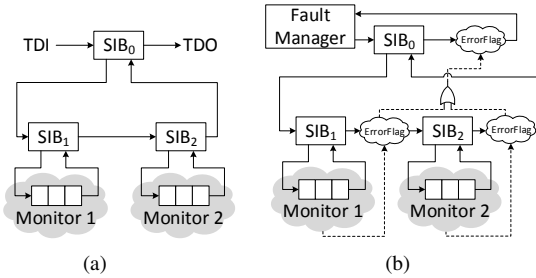 TDI
SIB0
TDO
SIB1
SIB2
Monitor 1
Monitor 2
(a)
Fault
Manager
SIB0
ErrorFlag
SIB1
ErrorFlag
SIB2
ErrorFlag
Monitor 1
Monitor 2
(b)